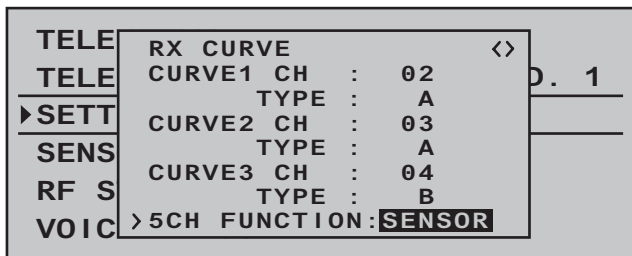 TELE
TELE D. 1
▶SETT
SENS
RF S
VOIC
RX CURVE <>
CURVE1 CH : 02
TYPE : A
CURVE2 CH : 03
TYPE : A
CURVE3 CH : 04
TYPE : B
>5CH FUNCTION:SENSOR